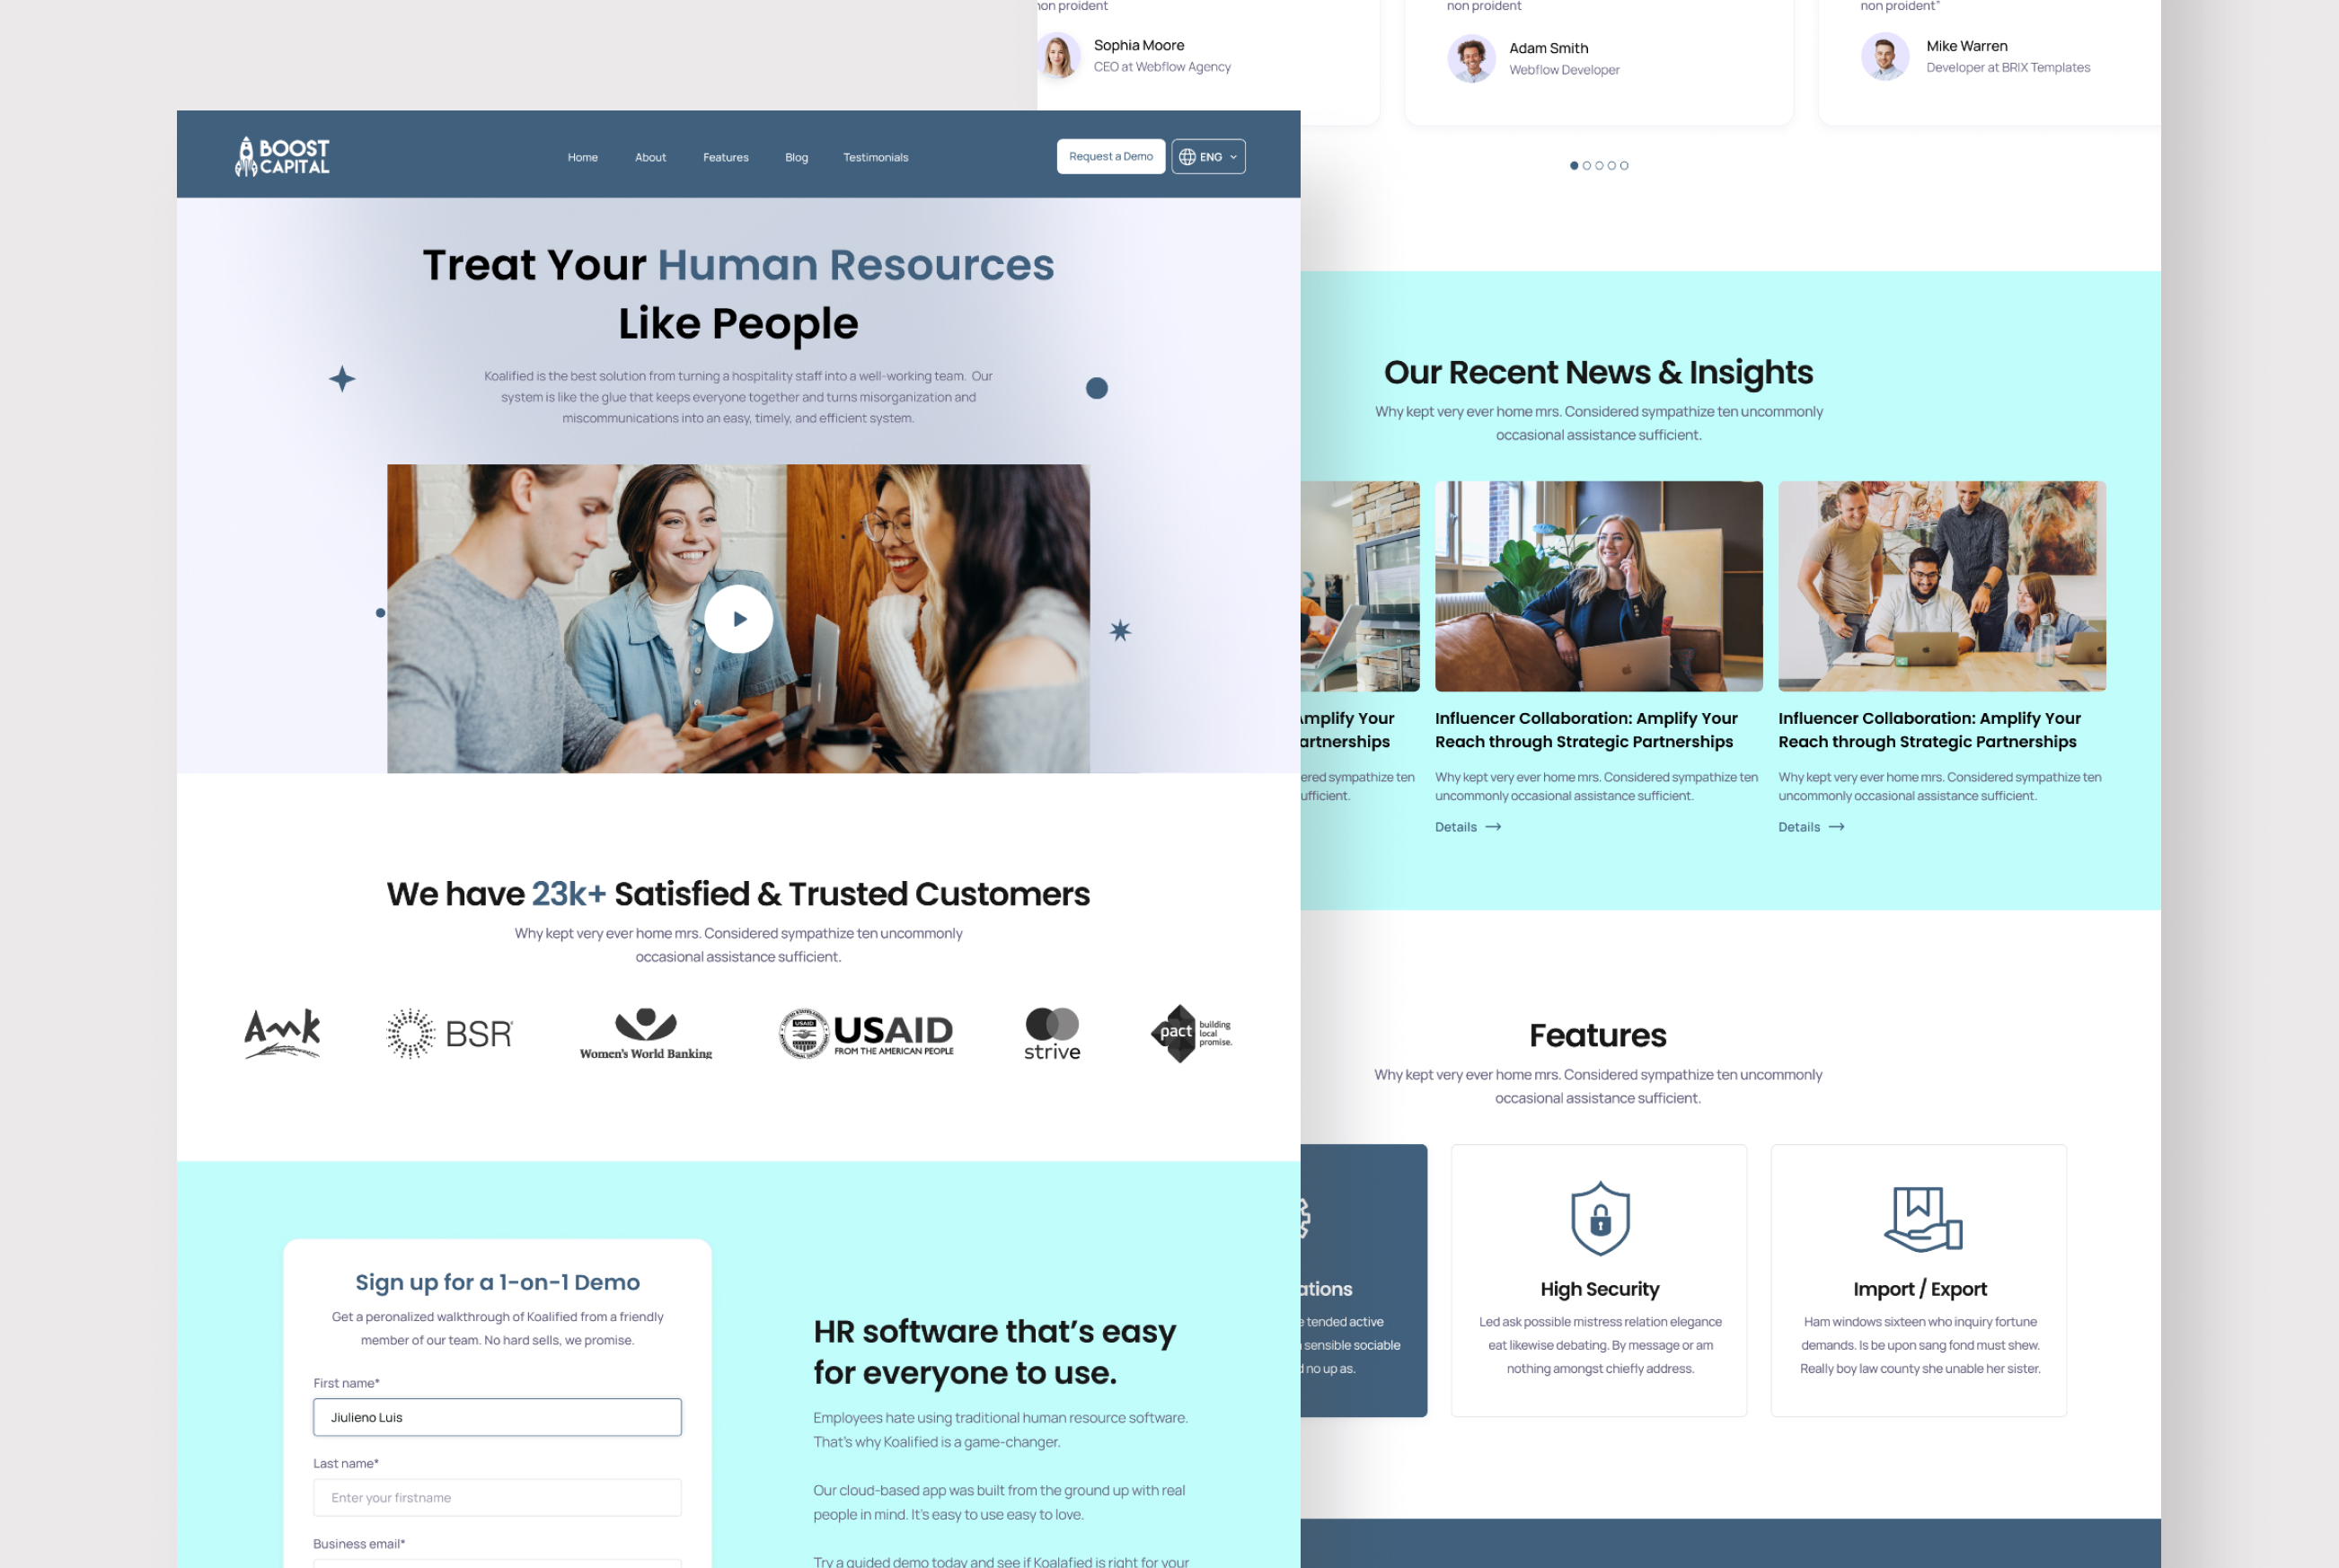 BOOST
CAPITAL
Home About Features Blog Testimonials
Request a Demo
ENG
Treat Your Human Resources
Like People
Koalified is the best solution from turning a hospitality staff into a well-working team. Our
system is like the glue that keeps everyone together and turns misorganization and
miscommunications into an easy, timely, and efficient system.
We have 23k+ Satisfied & Trusted Customers
Why kept very ever home mrs. Considered sympathize ten uncommonly
occasional assistance sufficient.
Amk
BSR
Women's World Banking
USAID
USAID
FROM THE AMERICAN PEOPLE
strive
pact
building
local
promise.
Sign up for a 1-on-1 Demo
Get a peronalized walkthrough of Koalified from a friendly
member of our team. No hard sells, we promise.
First name*
Jiulieno Luis
Last name*
Enter your firstname
Business email*
HR software that's easy
for everyone to use.
Employees hate using traditional human resource software.
That's why Koalified is a game-changer.
Our cloud-based app was built from the ground up with real
people in mind. It's easy to use easy to love.
Try a guided demo today and see if Koalafied is right for your
non proident
Sophia Moore
CEO at Webflow Agency
non proident
Adam Smith
Webflow Developer
non proident"
Mike Warren
Developer at BRIX Templates
Our Recent News & Insights
Why kept very ever home mrs. Considered sympathize ten uncommonly
occasional assistance sufficient.
Amplify Your
artnerships
ered sympathize ten
ufficient.
Influencer Collaboration: Amplify Your
Reach through Strategic Partnerships
Why kept very ever home mrs. Considered sympathize ten
uncommonly occasional assistance sufficient.
Details
Influencer Collaboration: Amplify Your
Reach through Strategic Partnerships
Why kept very ever home mrs. Considered sympathize ten
uncommonly occasional assistance sufficient.
Details
Features
Why kept very ever home mrs. Considered sympathize ten uncommonly
occasional assistance sufficient.
ations
e tended active
sensible sociable
d no up as.
High Security
Led ask possible mistress relation elegance
eat likewise debating. By message or am
nothing amongst chiefly address.
Import / Export
Ham windows sixteen who inquiry fortune
demands. Is be upon sang fond must shew.
Really boy law county she unable her sister.